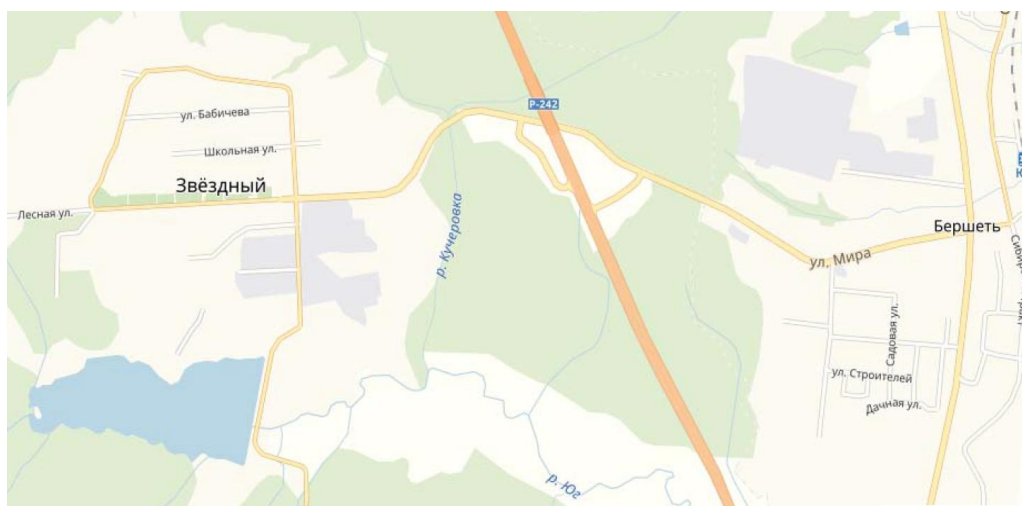 Р-242
ул. Бабичева
Школьная ул.
Звёздный
Лесная ул.
р. Кучеровка
Бершеть
ул. Мира
Садовая ул.
ул. Строителей
Дачная ул.
р. Юг